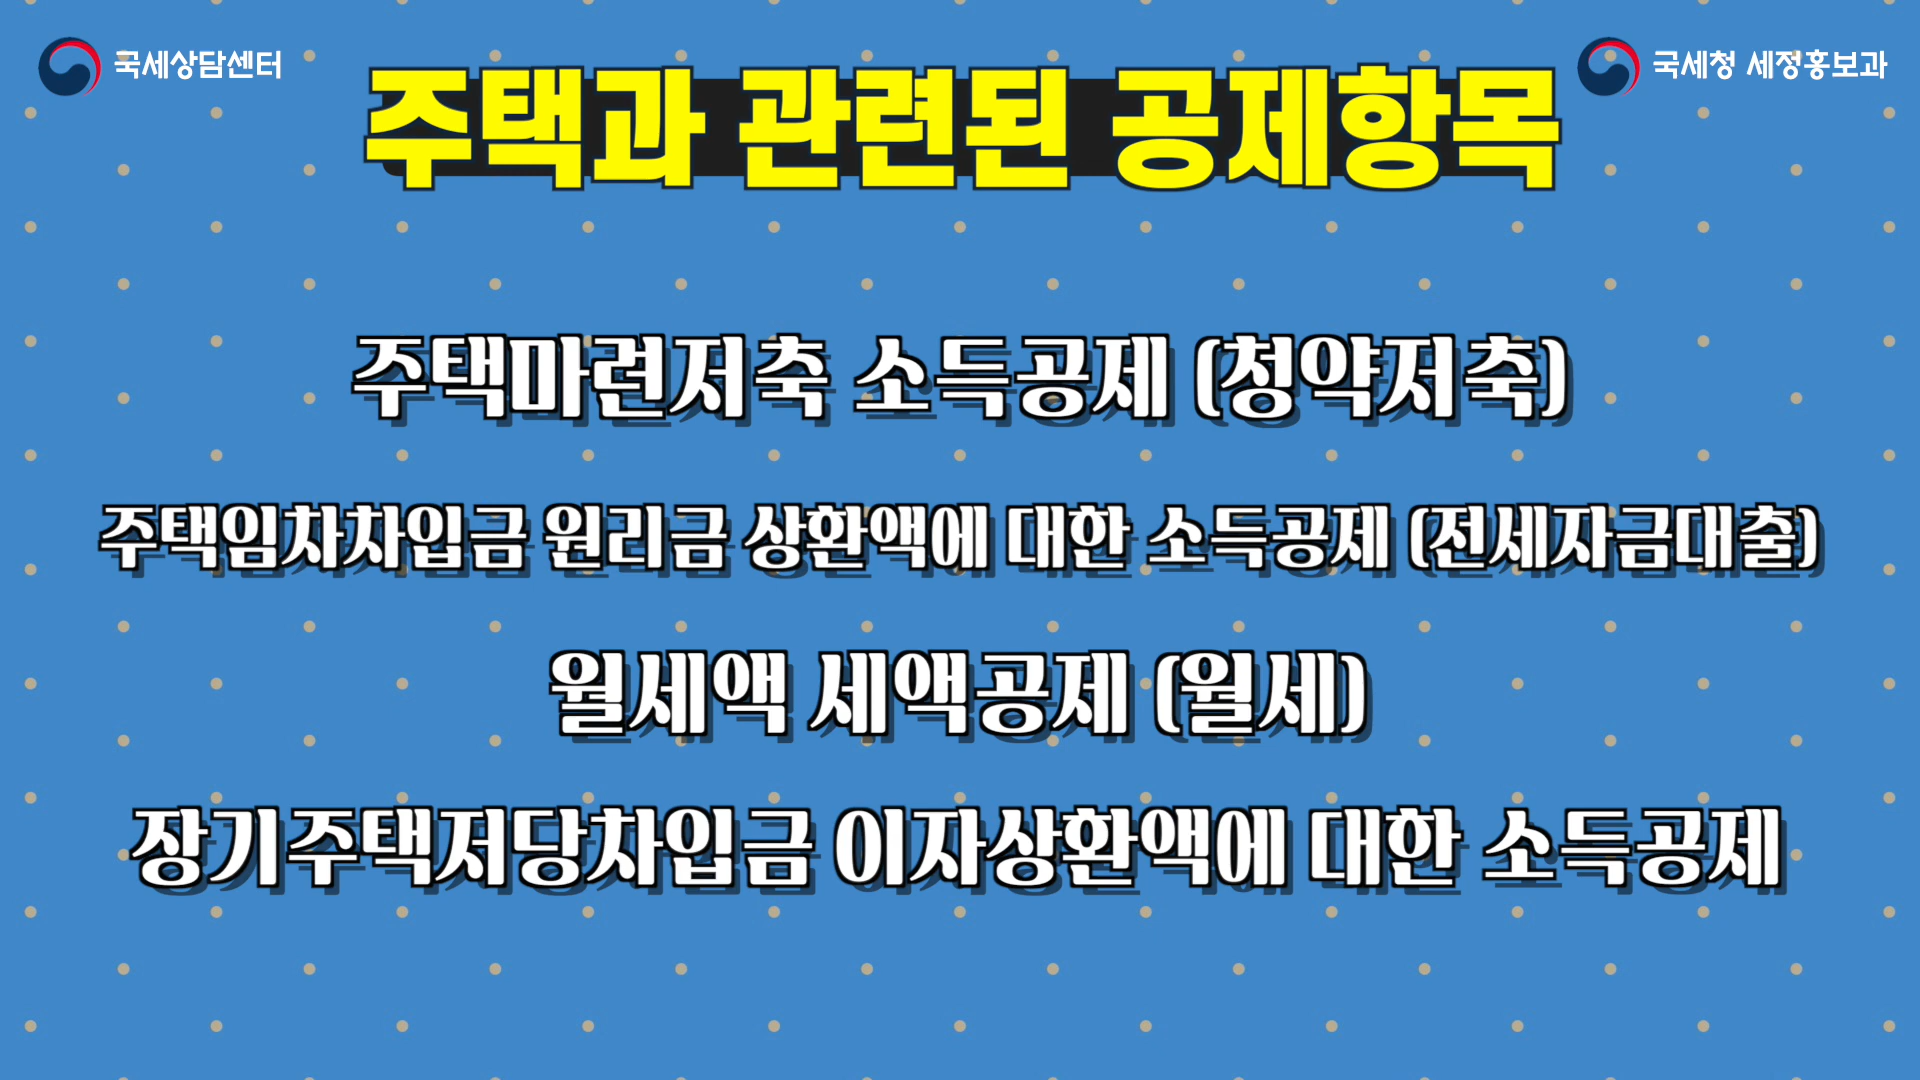 국세상담센터
국세청 세정홍보과
주택과 관련된 공제항목
주택마련저축 소득공제 (청약저축)
주택임차차입금 원리금 상환액에 대한 소득공제 (전세자금대출)
월세액 세액공제 (월세)
장기주택저당차입금 이자상환액에 대한 소득공제